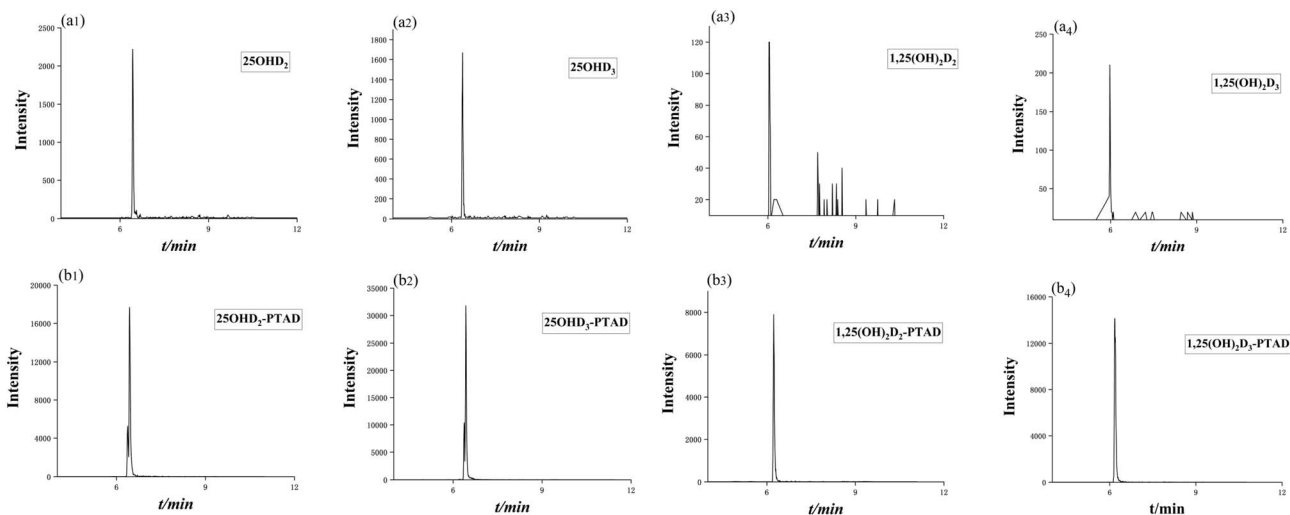 (a1)
2500
2000
1500
1000
500
0
Intensity
25OHD₂
6
9
12
t/min
(a2)
1800
1600
1400
1200
1000
800
600
400
200
0
Intensity
25OHD₃
6
9
12
t/min
(a3)
120
100
80
60
40
20
Intensity
1,25(OH)₂D₂
6
9
12
t/min
(a₄)
250
200
150
100
50
Intensity
1,25(OH)₂D₃
6
9
12
t/min
(b1)
20000
16000
12000
8000
4000
0
Intensity
25OHD₂-PTAD
6
9
12
t/min
(b2)
35000
30000
25000
20000
15000
10000
5000
0
Intensity
25OHD₃-PTAD
6
9
12
t/min
(b3)
8000
6000
4000
2000
0
Intensity
1,25(OH)₂D₂-PTAD
6
9
12
t/min
(b₄)
16000
12000
8000
4000
0
Intensity
1,25(OH)₂D₃-PTAD
6
9
12
t/min